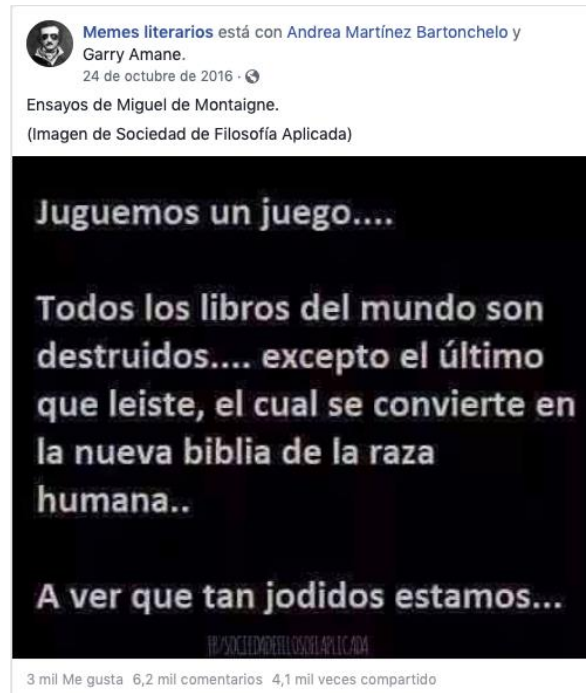 Memes literarios está con Andrea Martínez Bartonchelo y
Garry Amane.
24 de octubre de 2016 ·
Ensayos de Miguel de Montaigne.
(Imagen de Sociedad de Filosofía Aplicada)
Juguemos un juego....
Todos los libros del mundo son
destruidos.... excepto el último
que leiste, el cual se convierte en
la nueva biblia de la raza
humana..
A ver que tan jodidos estamos...
3 mil Me gusta 6,2 mil comentarios 4,1 mil veces compartido